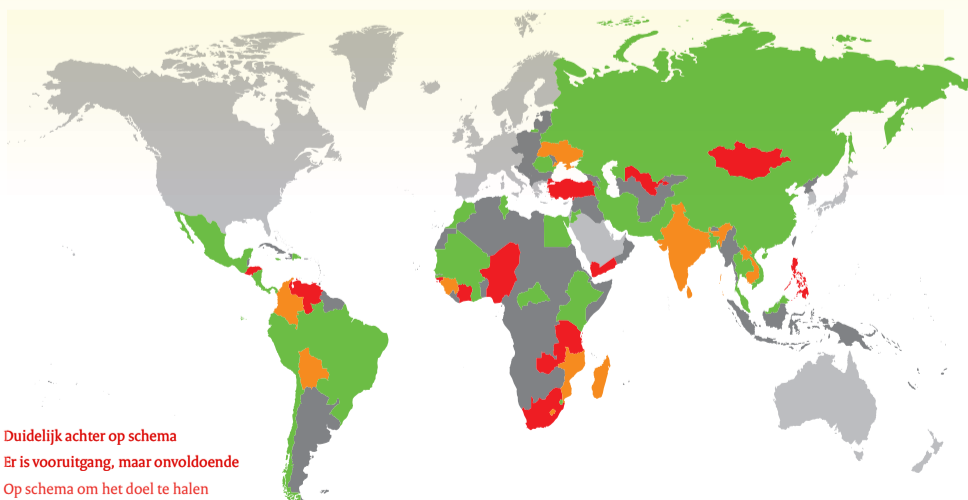 Duidelijk achter op schema
Er is vooruitgang, maar onvoldoende
Op schema om het doel te halen